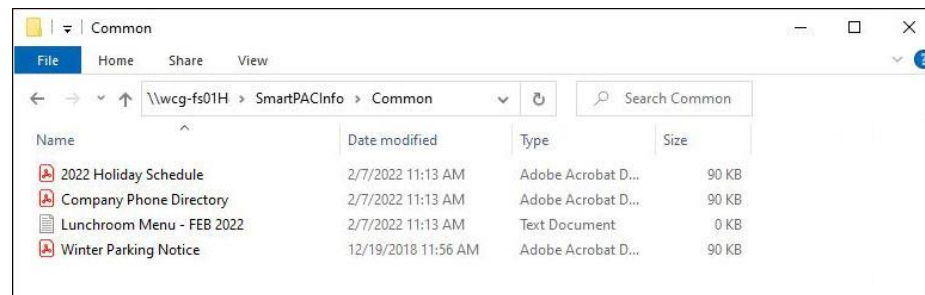 Common
File Home Share View
\\wcg-fs01H > SmartPACInfo > Common Search Common
Name Date modified Type Size
2022 Holiday Schedule 2/7/2022 11:13 AM Adobe Acrobat D... 90 KB
Company Phone Directory 2/7/2022 11:13 AM Adobe Acrobat D... 90 KB
Lunchroom Menu - FEB 2022 2/7/2022 11:13 AM Text Document 0 KB
Winter Parking Notice 12/19/2018 11:56 AM Adobe Acrobat D... 90 KB